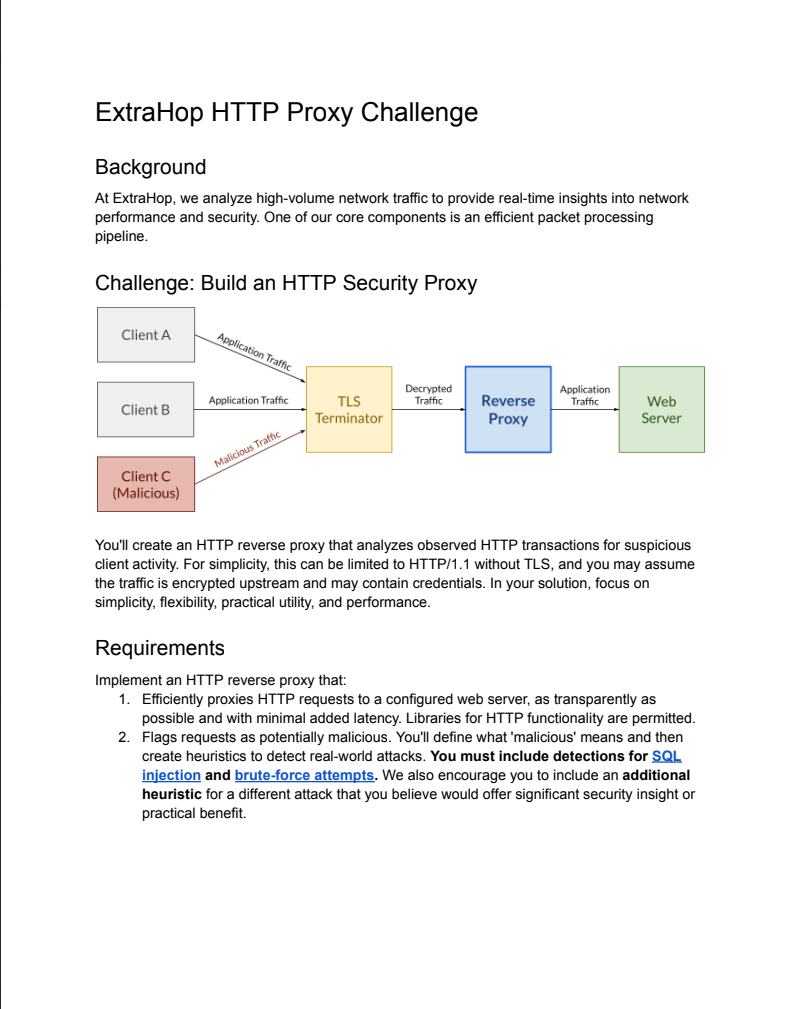 ExtraHop HTTP Proxy Challenge
Background
At ExtraHop, we analyze high-volume network traffic to provide real-time insights into network
performance and security. One of our core components is an efficient packet processing
pipeline.
Challenge: Build an HTTP Security Proxy
Client A
Application Traffic
Client B
Application Traffic
Client C
(Malicious)
Malicious Traffic
TLS
Terminator
Decrypted
Traffic
Reverse
Proxy
Application
Traffic
Web
Server
You'll create an HTTP reverse proxy that analyzes observed HTTP transactions for suspicious
client activity. For simplicity, this can be limited to HTTP/1.1 without TLS, and you may assume
the traffic is encrypted upstream and may contain credentials. In your solution, focus on
simplicity, flexibility, practical utility, and performance.
Requirements
Implement an HTTP reverse proxy that:
1. Efficiently proxies HTTP requests to a configured web server, as transparently as
possible and with minimal added latency. Libraries for HTTP functionality are permitted.
2. Flags requests as potentially malicious. You'll define what 'malicious' means and then
create heuristics to detect real-world attacks. You must include detections for SQL
injection and brute-force attempts. We also encourage you to include an additional
heuristic for a different attack that you believe would offer significant security insight or
practical benefit.